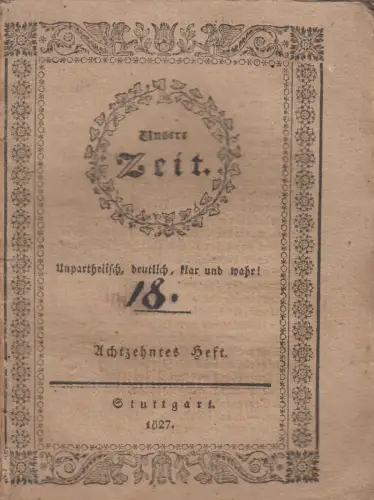 Unsere
Zeit.
Unpartheiisch, deutlich, klar und wahr!
18.
Achtzehntes Heft.
Stuttgart.
1827.